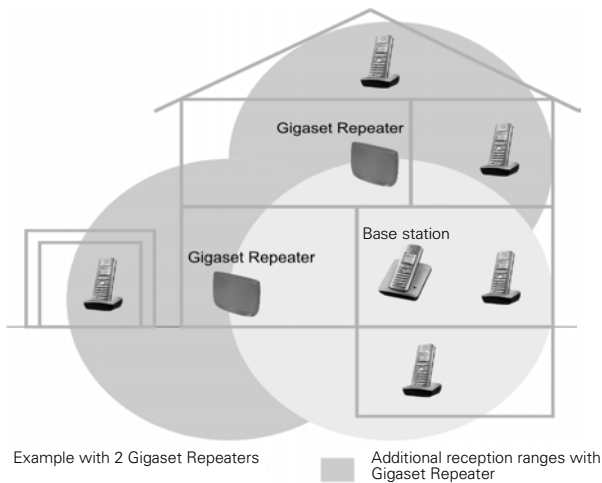 Gigaset Repeater
Base station
Gigaset Repeater
Example with 2 Gigaset Repeaters
Additional reception ranges with
Gigaset Repeater